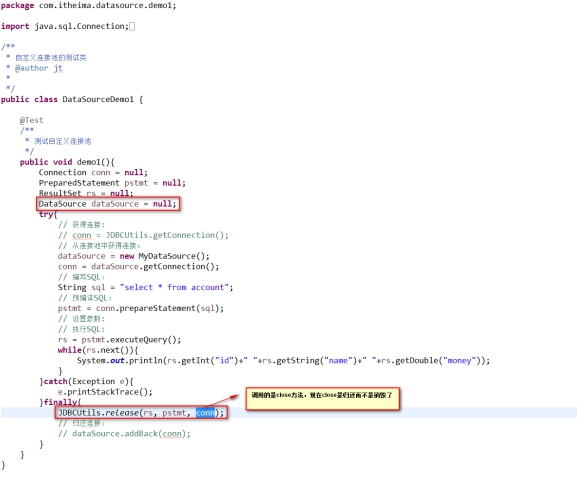 package com.itheima.datasource.demo1;
import java.sql.Connection;
/**
 * 自定义连接池的测试类
 * @author jt
 *
 */
public class DataSourceDemo1 {
@Test
/**
 * 测试自定义连接池
 */
public void demo1(){
Connection conn = null;
PreparedStatement pstmt = null;
ResultSet rs = null;
DataSource dataSource = null;
try{
// 获得连接:
// conn = JDBCUtils.getConnection();
// 从连接池中获得连接:
dataSource = new MyDataSource();
conn = dataSource.getConnection();
// 编写SQL:
String sql = "select * from account";
// 预编译SQL:
pstmt = conn.prepareStatement(sql);
// 设置参数:
// 执行SQL:
rs = pstmt.executeQuery();
while(rs.next()){
System.out.println(rs.getInt("id")+" "+rs.getString("name")+" "+rs.getDouble("money"));
}
}catch(Exception e){
e.printStackTrace();
}finally{
JDBCUtils.release(rs, pstmt, conn);
调用的是close方法，现在close是归还而不是销毁了
// 归还连接:
// dataSource.addBack(conn);
}
}
}